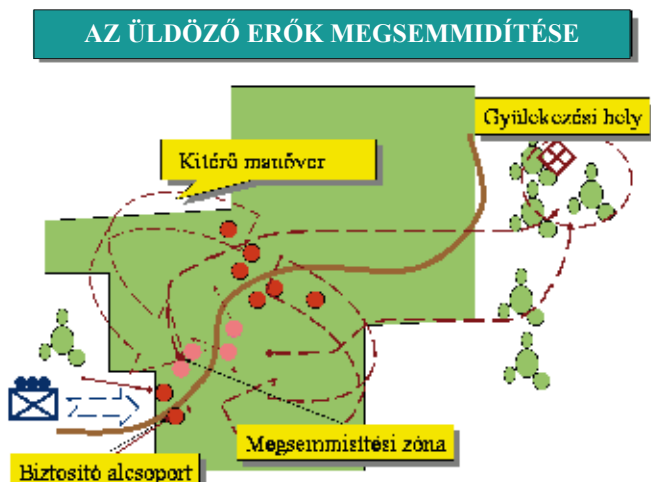 AZ ÜLDÖZŐ ERŐK MEGSEMMIDÍTÉSE
Gyülekezési hely
Kitérő manőver
Megsemmisítési zóna
Biztosító alcsoport